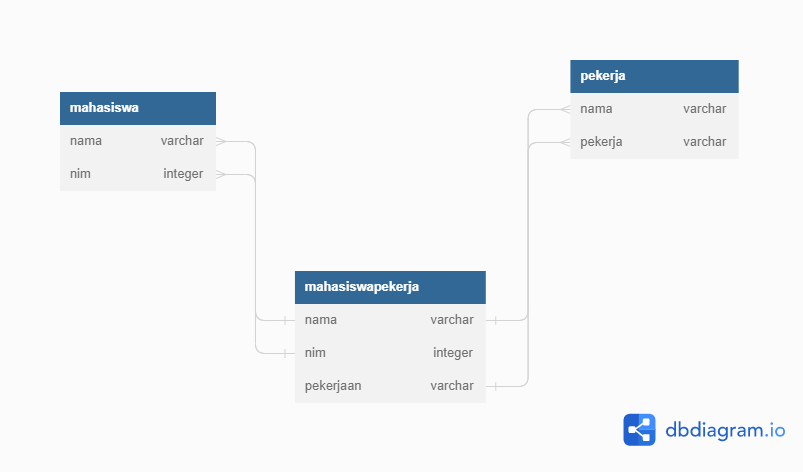 mahasiswa
nama varchar
nim integer
pekerja
nama varchar
pekerja varchar
mahasiswapekerja
nama varchar
nim integer
pekerjaan varchar
dbdiagram.io